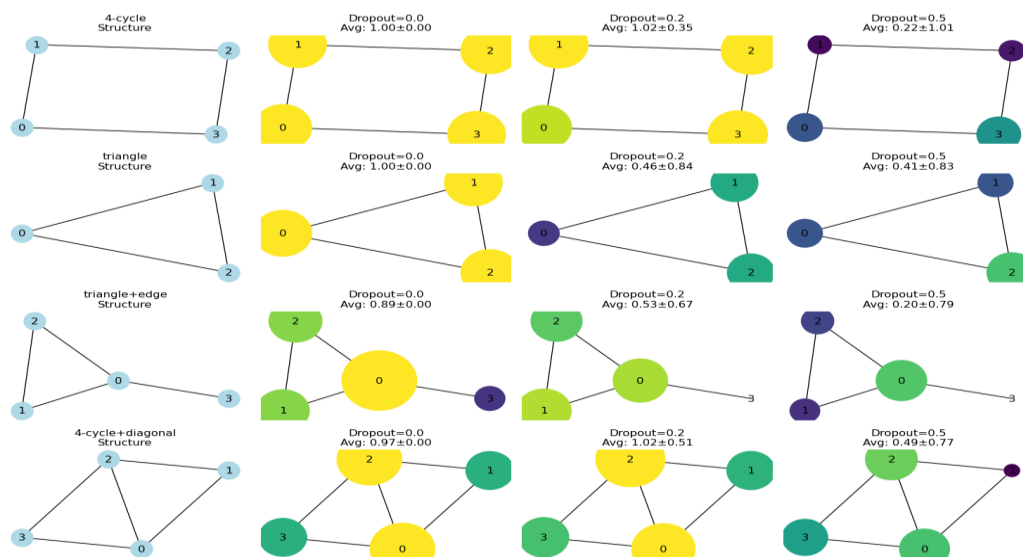 4-cycle
Structure
Dropout=0.0
Avg: 1.00±0.00
Dropout=0.2
Avg: 1.02±0.35
Dropout=0.5
Avg: 0.22±1.01
1
2
0
3
1
2
0
3
1
2
0
3
1
2
0
3
triangle
Structure
Dropout=0.0
Avg: 1.00±0.00
Dropout=0.2
Avg: 0.46±0.84
Dropout=0.5
Avg: 0.41±0.83
1
0
2
1
0
2
1
0
2
1
0
2
triangle+edge
Structure
Dropout=0.0
Avg: 0.89±0.00
Dropout=0.2
Avg: 0.53±0.67
Dropout=0.5
Avg: 0.20±0.79
2
0
3
1
2
0
3
1
2
0
3
1
2
0
3
1
4-cycle+diagonal
Structure
Dropout=0.0
Avg: 0.97±0.00
Dropout=0.2
Avg: 1.02±0.51
Dropout=0.5
Avg: 0.49±0.77
2
1
3
0
2
1
3
0
2
1
3
0
2
1
3
0